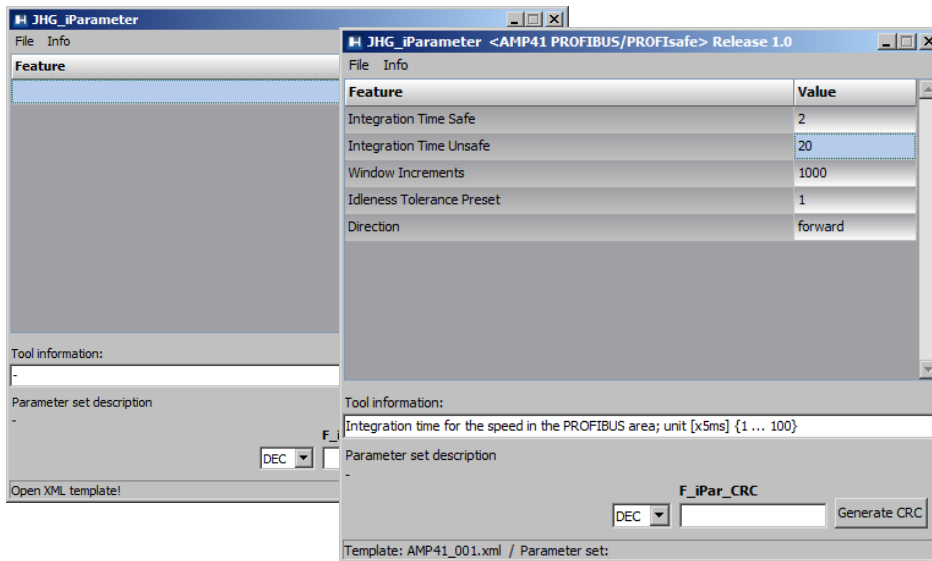 JHG_iParameter
File Info
Feature
Tool information:
-
Parameter set description
-
DEC
Open XML template!
JHG_iParameter <AMP41 PROFIBUS/PROFIsafe> Release 1.0
File Info
Feature Value
Integration Time Safe 2
Integration Time Unsafe 20
Window Increments 1000
Idleness Tolerance Preset 1
Direction forward
Tool information:
Integration time for the speed in the PROFIBUS area; unit [x5ms] {1 ... 100}
Parameter set description
-
F_iPar_CRC
DEC Generate CRC
Template: AMP41_001.xml / Parameter set: